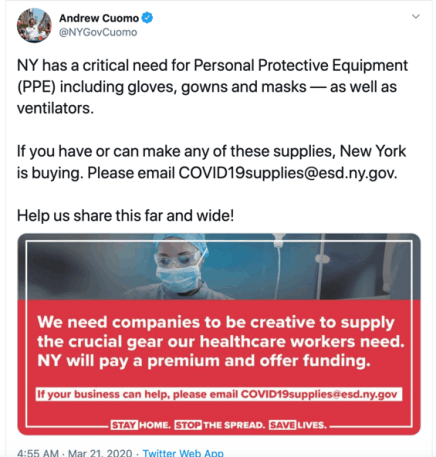 Andrew Cuomo
@NYGovCuomo
NY has a critical need for Personal Protective Equipment
(PPE) including gloves, gowns and masks — as well as
ventilators.
If you have or can make any of these supplies, New York
is buying. Please email COVID19supplies@esd.ny.gov.
Help us share this far and wide!
We need companies to be creative to supply
the crucial gear our healthcare workers need.
NY will pay a premium and offer funding.
If your business can help, please email COVID19supplies@esd.ny.gov
STAY HOME. STOP THE SPREAD. SAVE LIVES.
4:55 AM · Mar 21, 2020 · Twitter Web App